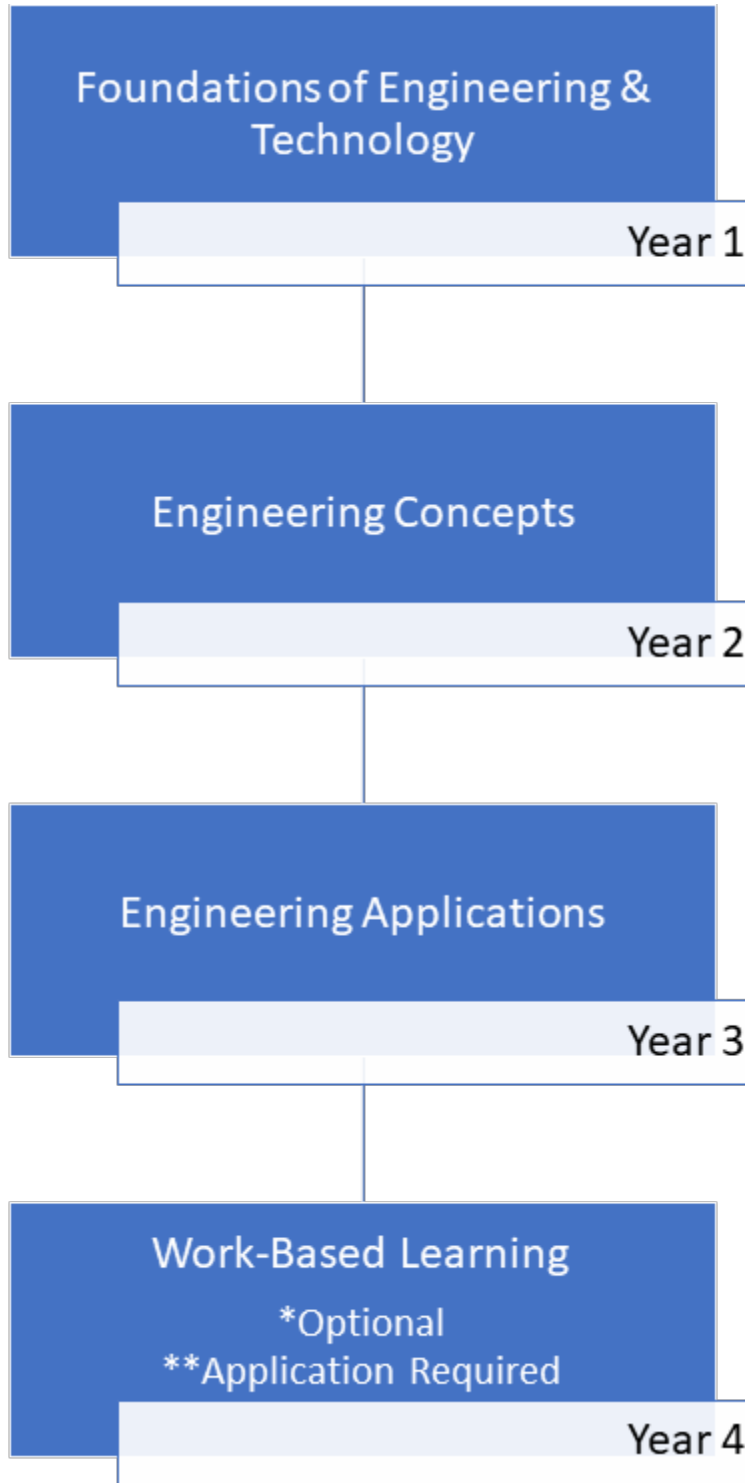 Foundations of Engineering &
Technology
Year 1
Engineering Concepts
Year 2
Engineering Applications
Year 3
Work-Based Learning
*Optional
**Application Required
Year 4